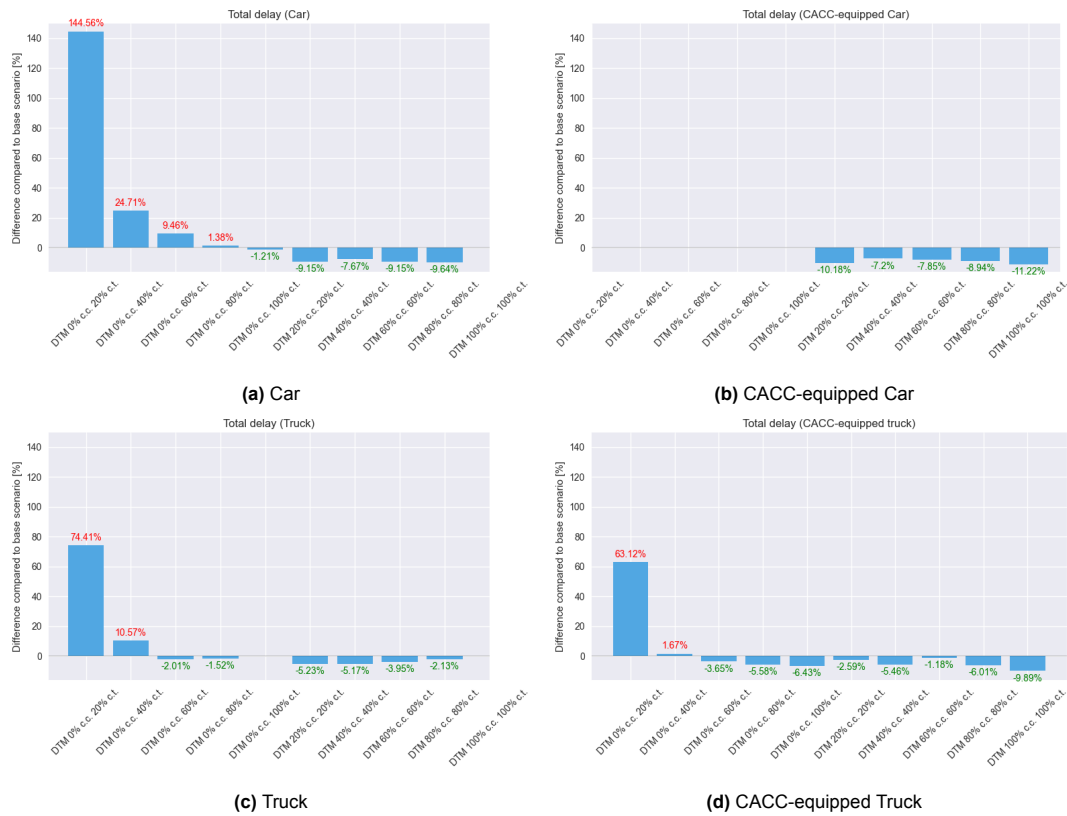 Total delay (Car)
Difference compared to base scenario [%]
140
120
100
80
60
40
20
0
144.56%
24.71%
9.46%
1.38%
-1.21%
-9.15%
-7.67%
-9.15%
-9.64%
DTM 0% c.c. 20% c.t.
DTM 0% c.c. 40% c.t.
DTM 0% c.c. 60% c.t.
DTM 0% c.c. 80% c.t.
DTM 0% c.c. 100% c.t.
DTM 20% c.c. 20% c.t.
DTM 40% c.c. 40% c.t.
DTM 60% c.c. 60% c.t.
DTM 80% c.c. 80% c.t.
DTM 100% c.c. 100% c.t.
(a) Car
Total delay (CACC-equipped Car)
Difference compared to base scenario [%]
140
120
100
80
60
40
20
0
-10.18%
-7.2%
-7.85%
-8.94%
-11.22%
DTM 0% c.c. 20% c.t.
DTM 0% c.c. 40% c.t.
DTM 0% c.c. 60% c.t.
DTM 0% c.c. 80% c.t.
DTM 0% c.c. 100% c.t.
DTM 20% c.c. 20% c.t.
DTM 40% c.c. 40% c.t.
DTM 60% c.c. 60% c.t.
DTM 80% c.c. 80% c.t.
DTM 100% c.c. 100% c.t.
(b) CACC-equipped Car
Total delay (Truck)
Difference compared to base scenario [%]
140
120
100
80
60
40
20
0
74.41%
10.57%
-2.01%
-1.52%
-5.23%
-5.17%
-3.95%
-2.13%
DTM 0% c.c. 20% c.t.
DTM 0% c.c. 40% c.t.
DTM 0% c.c. 60% c.t.
DTM 0% c.c. 80% c.t.
DTM 0% c.c. 100% c.t.
DTM 20% c.c. 20% c.t.
DTM 40% c.c. 40% c.t.
DTM 60% c.c. 60% c.t.
DTM 80% c.c. 80% c.t.
DTM 100% c.c. 100% c.t.
(c) Truck
Total delay (CACC-equipped truck)
Difference compared to base scenario [%]
140
120
100
80
60
40
20
0
63.12%
1.67%
-3.65%
-5.58%
-6.43%
-2.59%
-5.46%
-1.18%
-6.01%
-9.89%
DTM 0% c.c. 20% c.t.
DTM 0% c.c. 40% c.t.
DTM 0% c.c. 60% c.t.
DTM 0% c.c. 80% c.t.
DTM 0% c.c. 100% c.t.
DTM 20% c.c. 20% c.t.
DTM 40% c.c. 40% c.t.
DTM 60% c.c. 60% c.t.
DTM 80% c.c. 80% c.t.
DTM 100% c.c. 100% c.t.
(d) CACC-equipped Truck